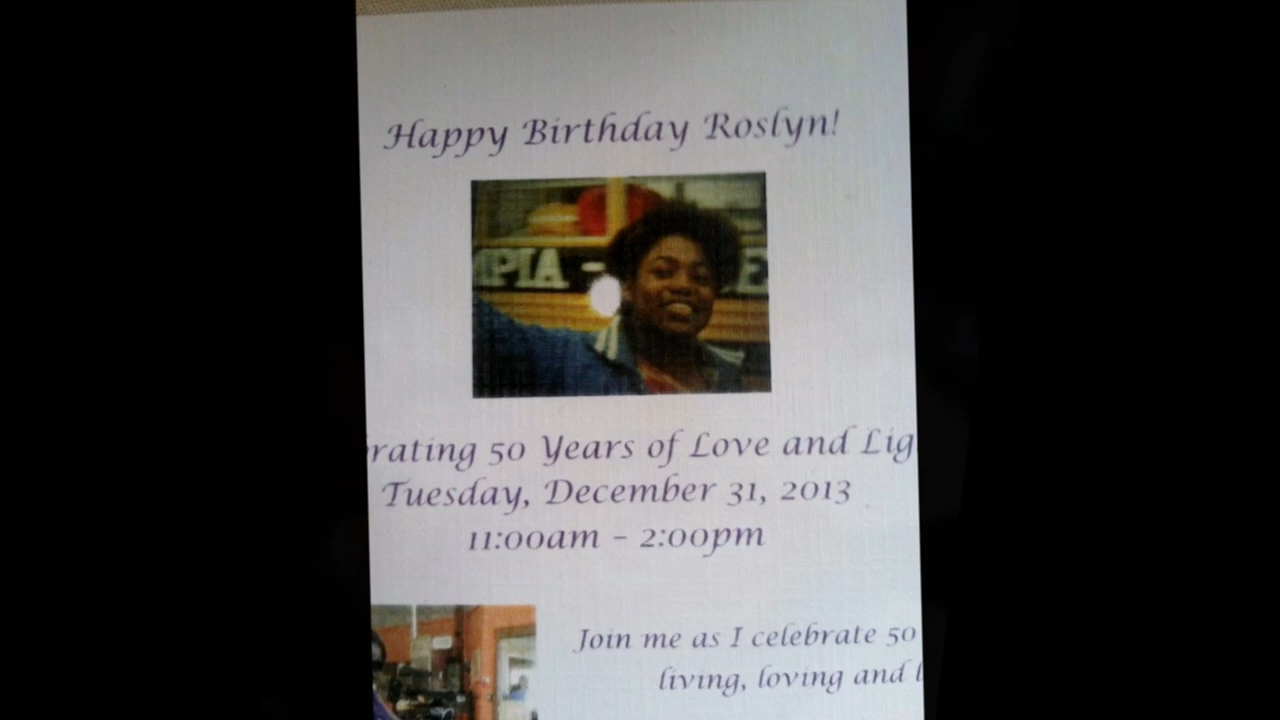 Happy Birthday Roslyn!
PIA -
rating 50 Years of Love and Lig
Tuesday, December 31, 2013
11:00am - 2:00pm
Join me as I celebrate 50
living, loving and l